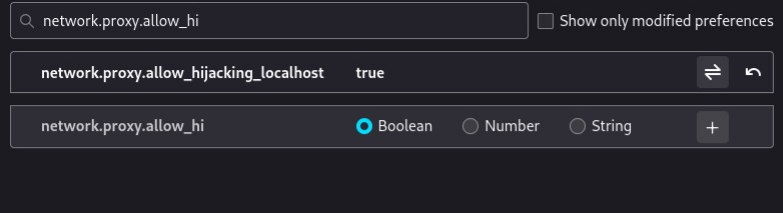 network.proxy.allow_hi
Show only modified preferences
network.proxy.allow_hijacking_localhost true
network.proxy.allow_hi Boolean Number String